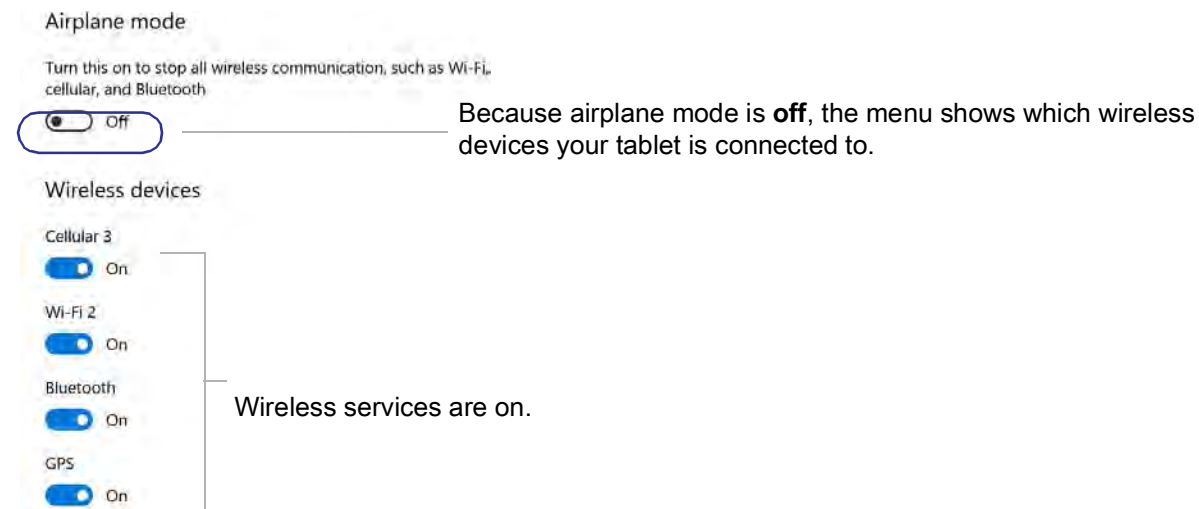 Airplane mode
Turn this on to stop all wireless communication, such as Wi-Fi,
cellular, and Bluetooth
Off
Because airplane mode is off, the menu shows which wireless
devices your tablet is connected to.
Wireless devices
Cellular 3
On
Wi-Fi 2
On
Bluetooth
On
Wireless services are on.
GPS
On